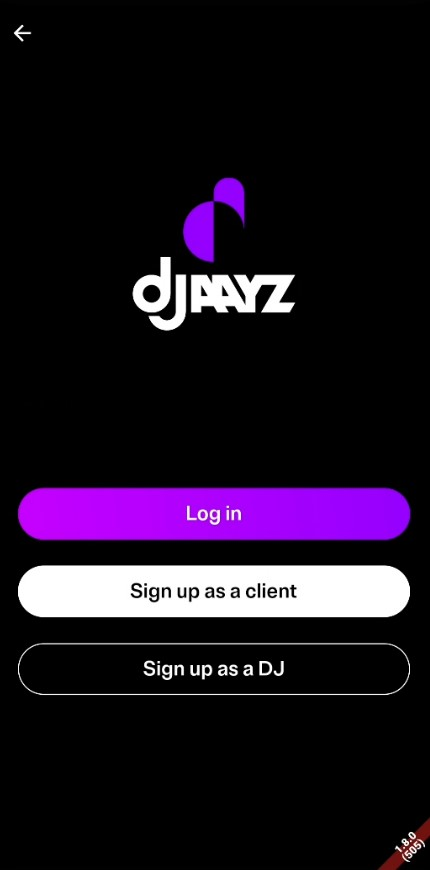 djAAYZ
Log in
Sign up as a client
Sign up as a DJ
1.8.0
(505)